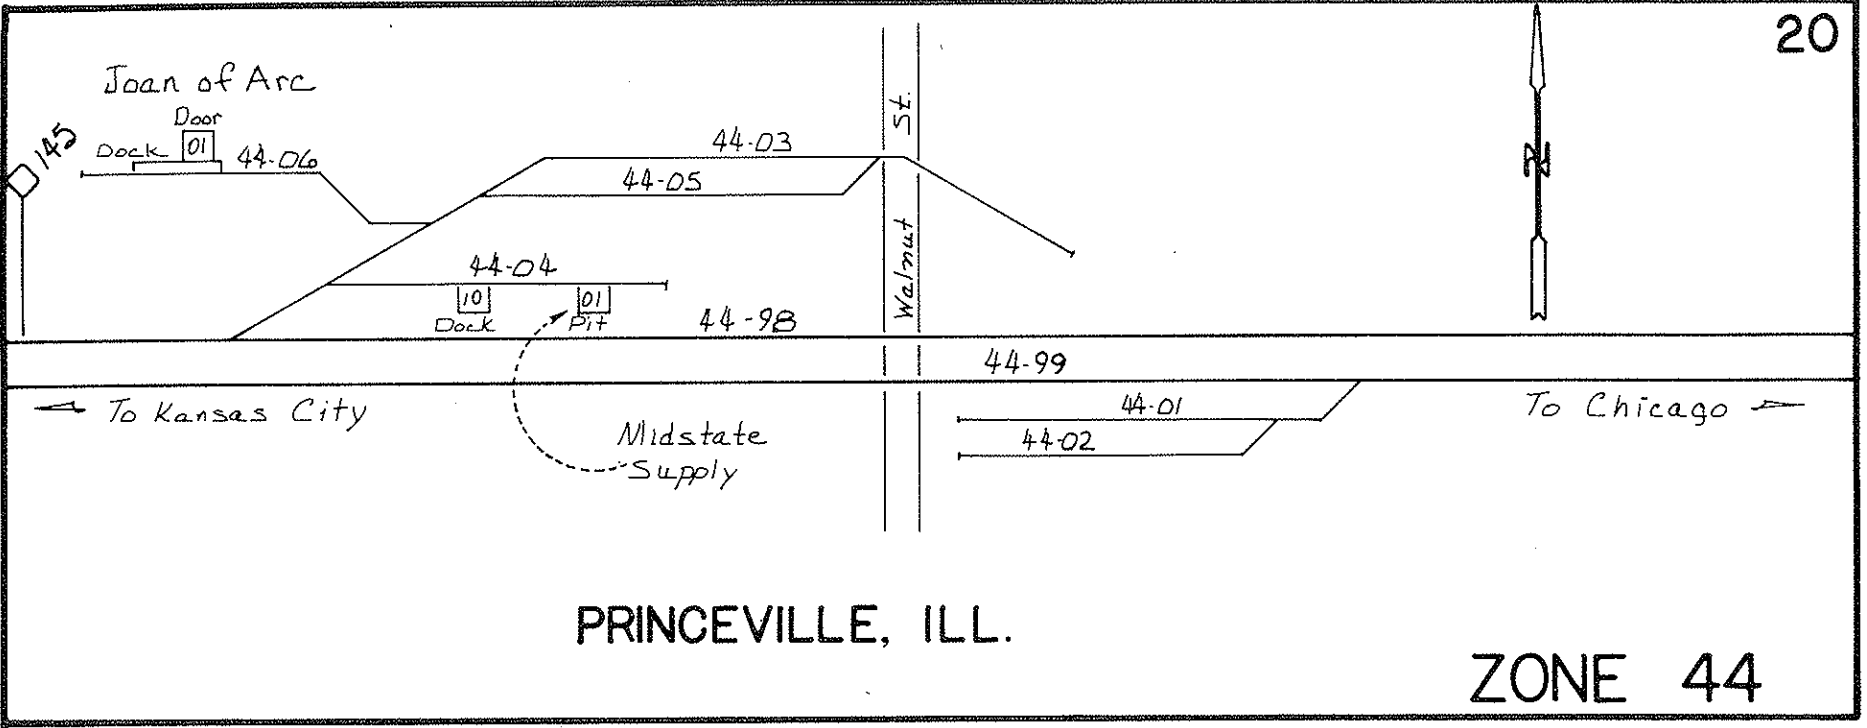 20
Joan of Arc
Door
01
Dock
44-06
145
44-03
44-05
St.
Walnut
N
44-04
10
01
Dock
Pit
44-98
44-99
To Kansas City
44-01
To Chicago
44-02
Midstate
Supply
PRINCEVILLE, ILL.
ZONE 44